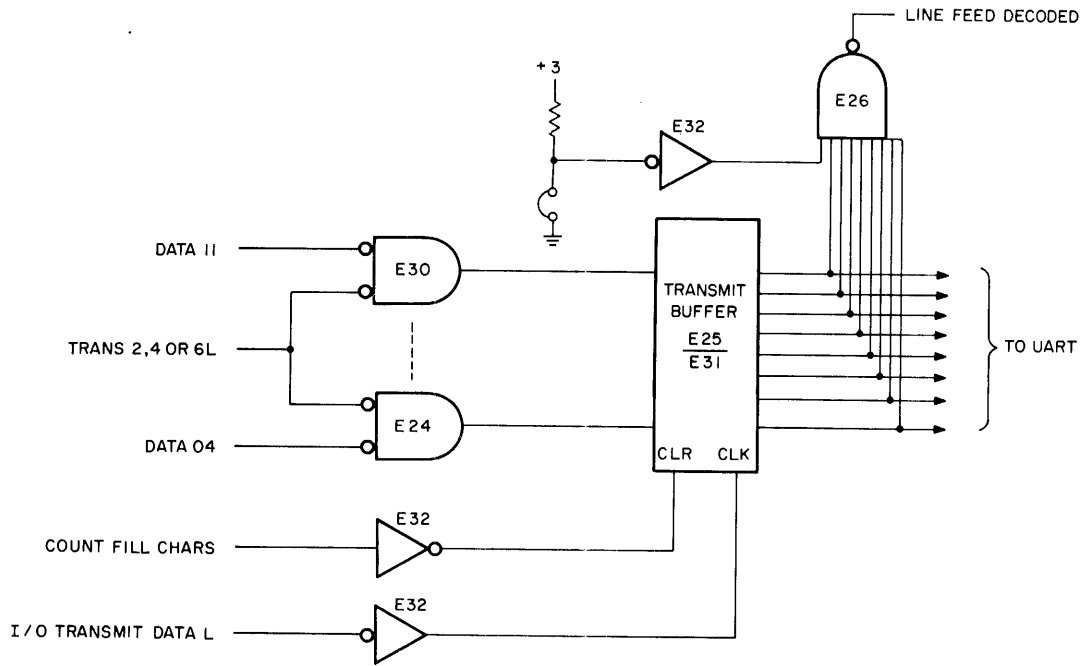 LINE FEED DECODED
+3
E26
E32
DATA 11
E30
TRANSMIT
BUFFER
E25
E31
TRANS 2,4 OR 6L
TO UART
E24
DATA 04
CLR CLK
E32
COUNT FILL CHARS
E32
I/O TRANSMIT DATA L